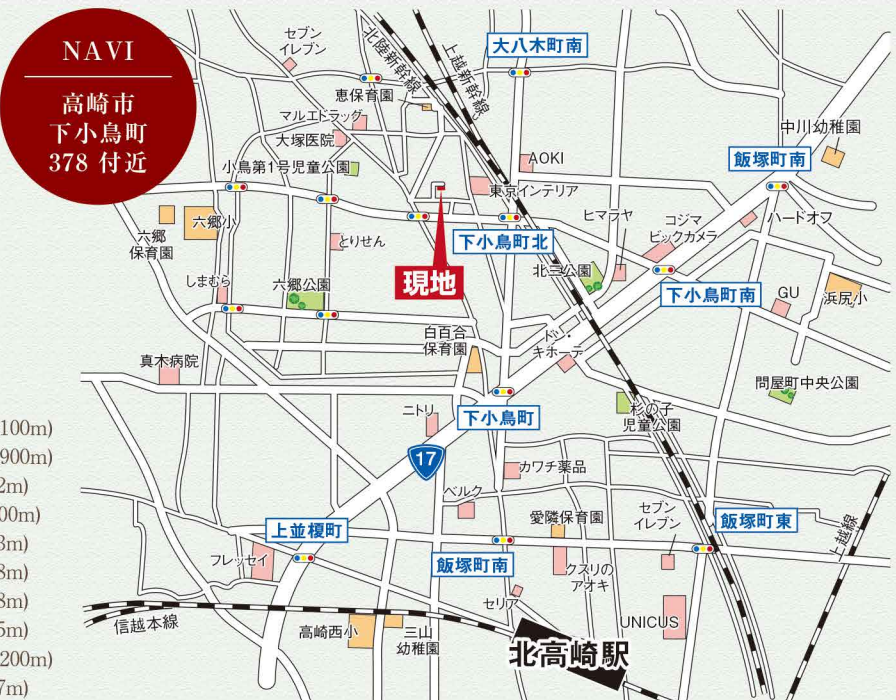 NAVI
高崎市
下小鳥町
378 付近
セブン
イレブン
北陸新幹線
上越新幹線
大八木町南
恵保育園
マルエドラッグ
大塚医院
小鳥第1号児童公園
AOKI
東京インテリア
中川幼稚園
飯塚町南
ハードオフ
六郷
保育園
六郷小
とりせん
下小鳥町北
ヒマラヤ
コジマ
ビックカメラ
現地
北三公園
下小鳥町南
しまむら
六郷公園
GU
浜尻小
白百合
保育園
ドン・
キホーテ
真木病院
問屋町中央公園
ニトリ
下小鳥町
杉の子
児童公園
17
カワチ薬品
ベルク
愛隣保育園
セブン
イレブン
飯塚町東
上越線
上並榎町
フレッセイ
飯塚町南
クスリの
アオキ
セリア
UNICUS
信越本線
高崎西小
三山
幼稚園
北高崎駅
100m)
900m)
2m)
00m)
3m)
8m)
8m)
5m)
200m)
7m)